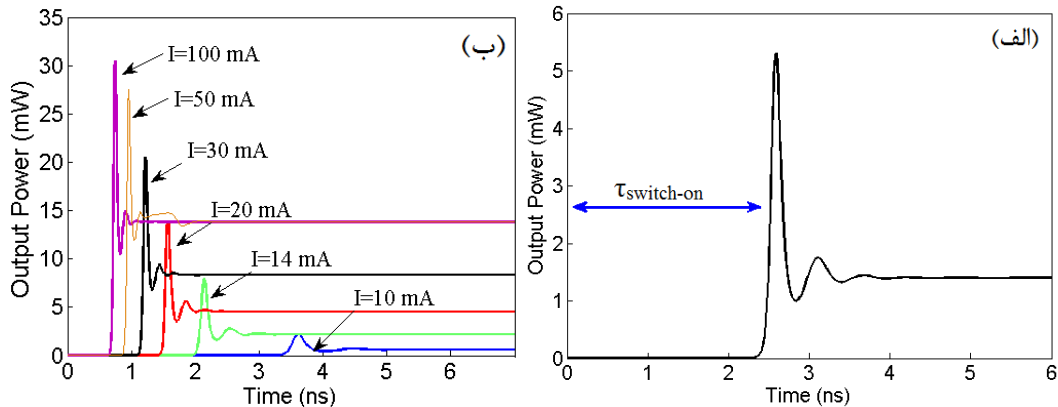 (ب)
I=100 mA
I=50 mA
I=30 mA
I=20 mA
I=14 mA
I=10 mA
Output Power (mW)
35
30
25
20
15
10
5
0
0 1 2 3 4 5 6
Time (ns)
(الف)
τswitch-on
Output Power (mW)
6
5
4
3
2
1
0
0 1 2 3 4 5 6
Time (ns)